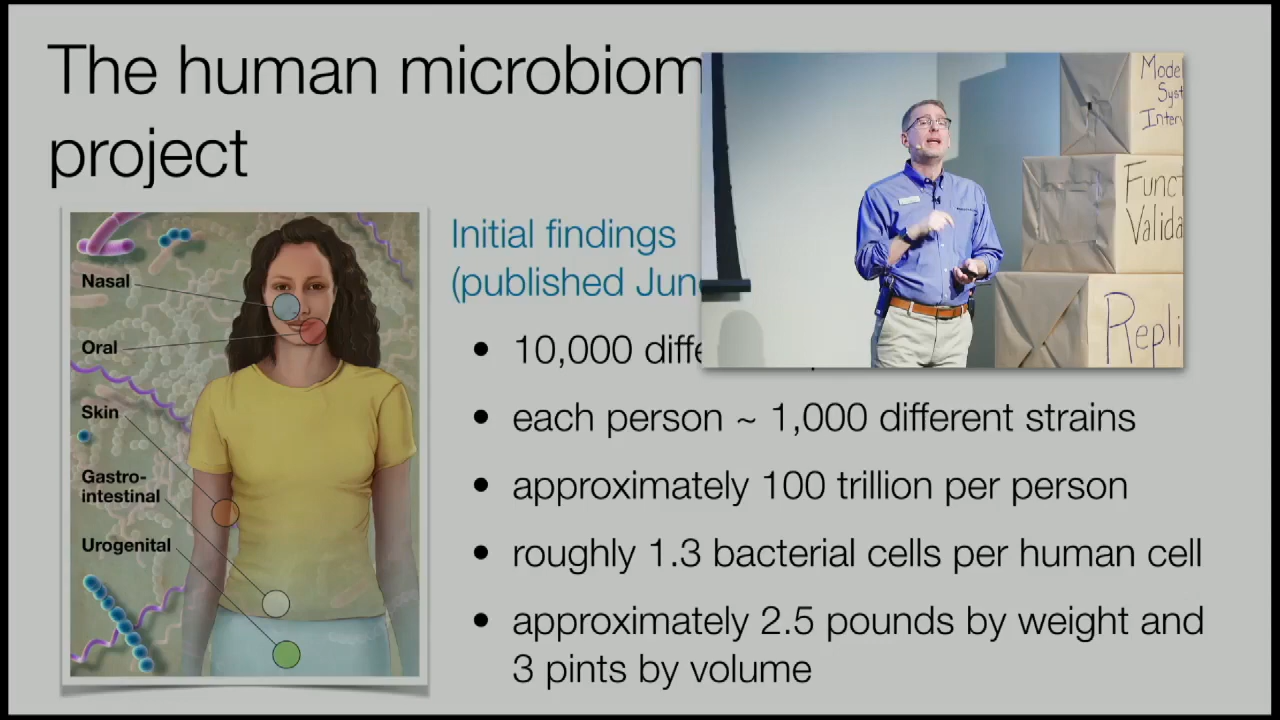 The human microbiom
project
Initial findings
(published Jun
• 10,000 diffe
• each person ~ 1,000 different strains
• approximately 100 trillion per person
• roughly 1.3 bacterial cells per human cell
• approximately 2.5 pounds by weight and
3 pints by volume
Nasal
Oral
Skin
Gastro-
intestinal
Urogenital
Mode
Syst
Interv
Funct
Valida
Repli